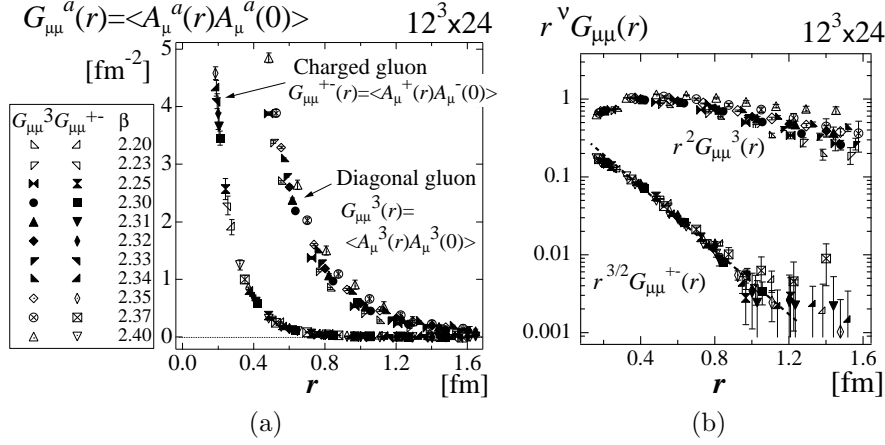 G_μμ^a(r)=<A_μ^a(r)A_μ^a(0)>
12³x24
[fm⁻²]
5
4
3
2
1
0
Charged gluon
G_μμ^+-(r)=<A_μ^+(r)A_μ^-(0)>
Diagonal gluon
G_μμ^3(r)=
<A_μ^3(r)A_μ^3(0)>
G_μμ^3 G_μμ^+- β
2.20
2.23
2.25
2.30
2.31
2.32
2.33
2.34
2.35
2.37
2.40
0.0 0.4 0.8 1.2 1.6
r [fm]
(a)
r^ν G_μμ(r)
12³x24
1
0.1
0.01
0.001
r^2 G_μμ^3(r)
r^3/2 G_μμ^+-(r)
0.0 0.4 0.8 1.2 1.6
r [fm]
(b)